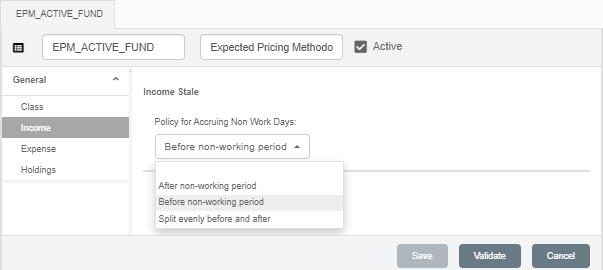 EPM_ACTIVE_FUND
EPM_ACTIVE_FUND Expected Pricing Methodo Active
General
Class
Income
Expense
Holdings
Income Stale
Policy for Accruing Non Work Days:
Before non-working period
After non-working period
Before non-working period
Split evenly before and after
Save Validate Cancel